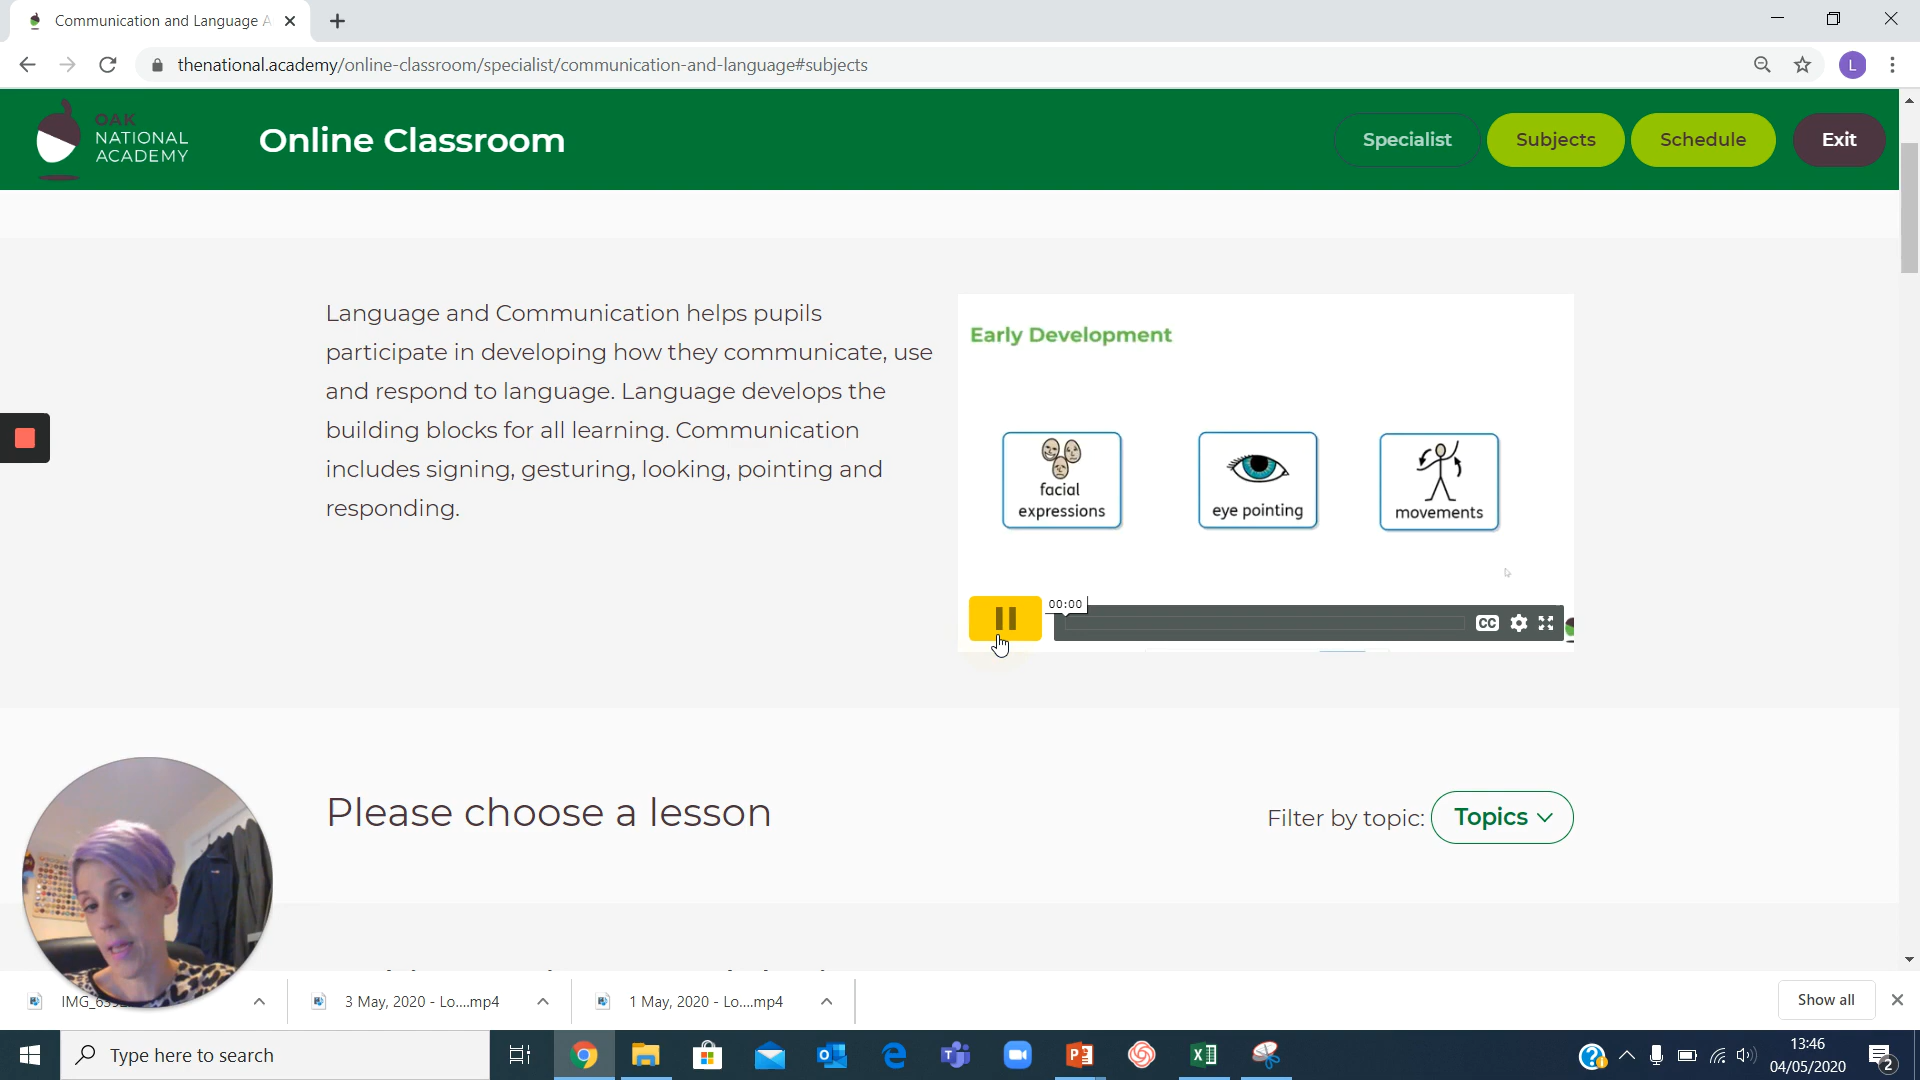 Communication and Language A
thenational.academy/online-classroom/specialist/communication-and-language#subjects
L
OAK
NATIONAL
ACADEMY
Online Classroom
Specialist
Subjects
Schedule
Exit
Language and Communication helps pupils
participate in developing how they communicate, use
and respond to language. Language develops the
building blocks for all learning. Communication
includes signing, gesturing, looking, pointing and
responding.
Early Development
facial
expressions
eye pointing
movements
00:00
CC
Please choose a lesson
Filter by topic:
Topics
3 May, 2020 - Lo....mp4
1 May, 2020 - Lo....mp4
Show all
Type here to search
13:46
04/05/2020
2